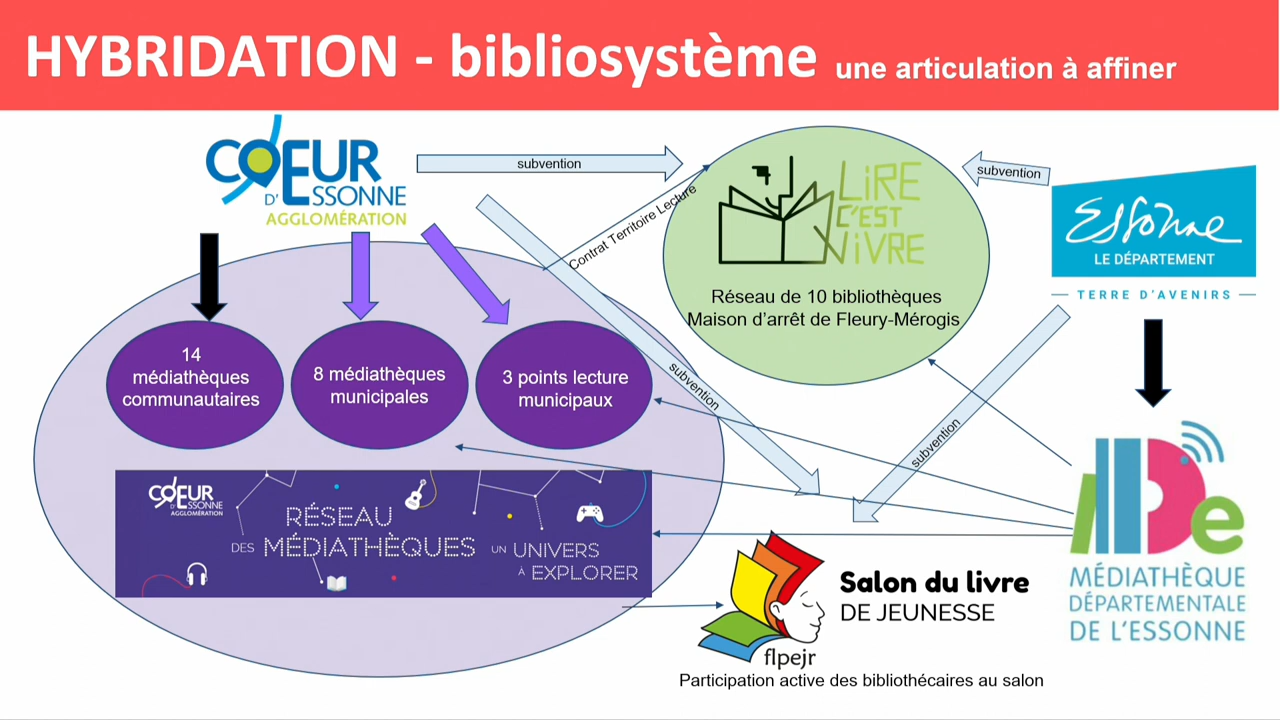 HYBRIDATION - bibliosystème une articulation à affiner
CŒUR
D'ESSONNE
AGGLOMÉRATION
subvention
subvention
Contrat Territoire Lecture
LIRE
C'EST
VIVRE
Réseau de 10 bibliothèques
Maison d'arrêt de Fleury-Mérogis
Essonne
LE DÉPARTEMENT
TERRE D'AVENIRS
14
médiathèques
communautaires
8 médiathèques
municipales
3 points lecture
municipaux
subvention
subvention
CŒUR
D'ESSONNE
AGGLOMÉRATION
RÉSEAU
DES MÉDIATHÈQUES
UN UNIVERS
À EXPLORER
MDe
MÉDIATHÈQUE
DÉPARTEMENTALE
DE L'ESSONNE
Salon du livre
DE JEUNESSE
flpejr
Participation active des bibliothécaires au salon